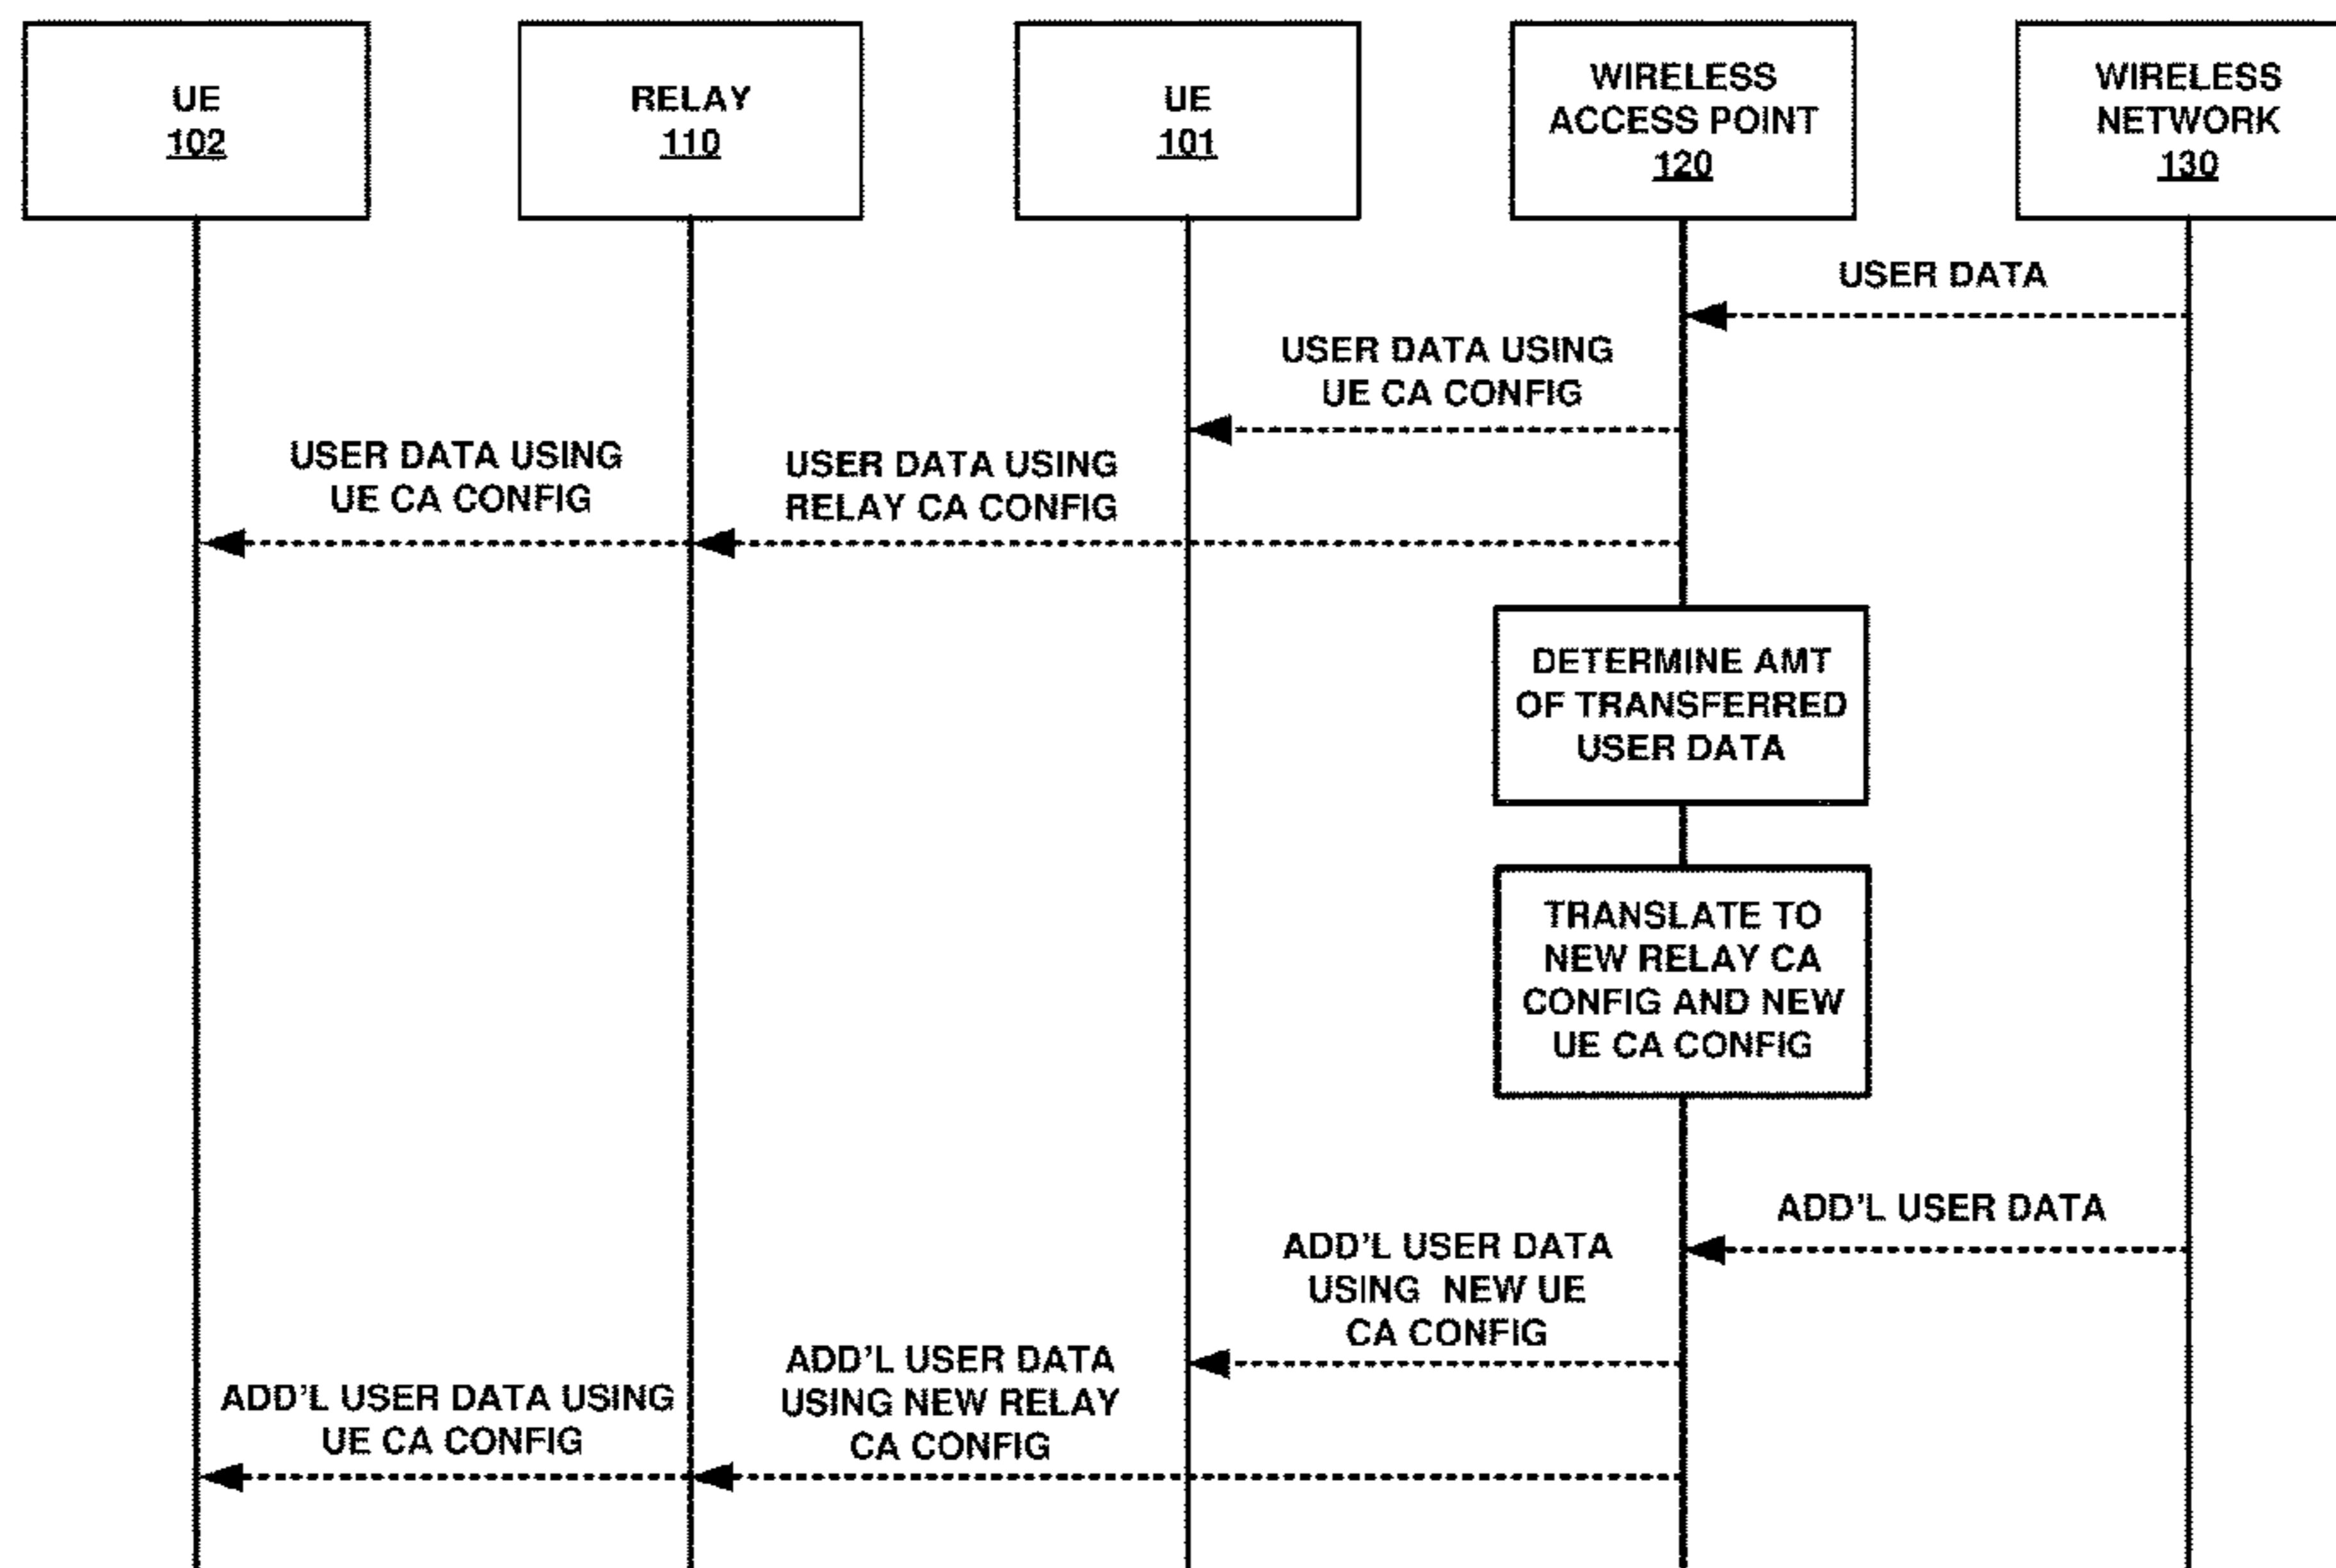 UE
102
RELAY
110
UE
101
WIRELESS
ACCESS POINT
120
WIRELESS
NETWORK
130
USER DATA
USER DATA USING
UE CA CONFIG
USER DATA USING
UE CA CONFIG
USER DATA USING
RELAY CA CONFIG
DETERMINE AMT
OF TRANSFERRED
USER DATA
TRANSLATE TO
NEW RELAY CA
CONFIG AND NEW
UE CA CONFIG
ADD'L USER DATA
ADD'L USER DATA
USING NEW UE
CA CONFIG
ADD'L USER DATA USING
UE CA CONFIG
ADD'L USER DATA
USING NEW RELAY
CA CONFIG